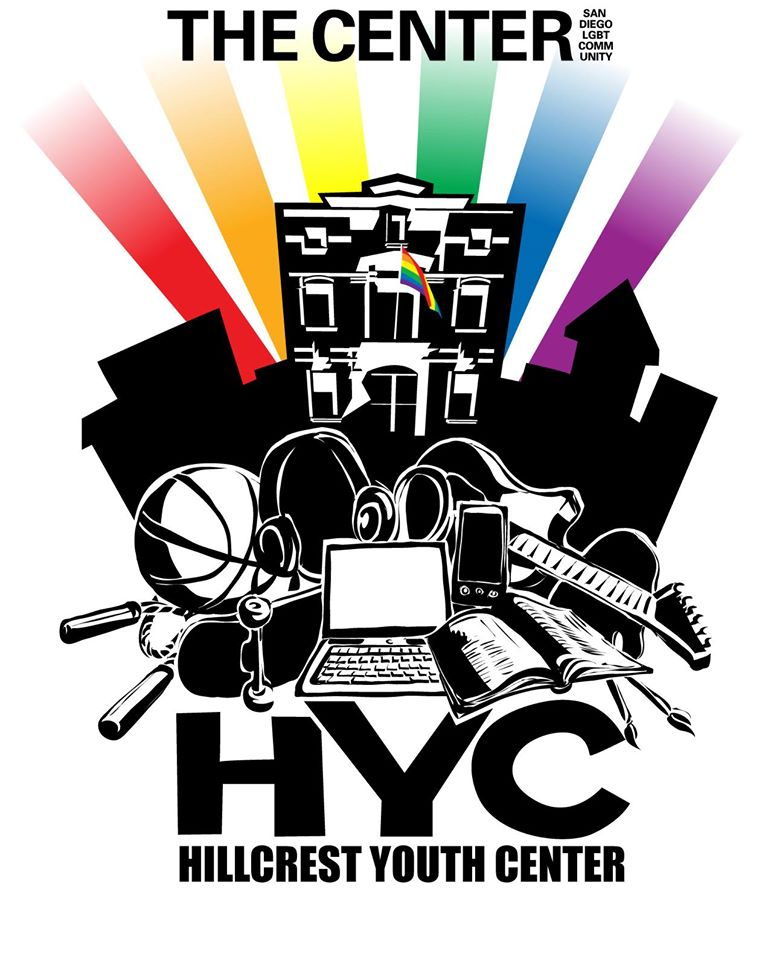 THE CENTER
SAN
DIEGO
LGBT
COMM
UNITY
HYC
HILLCREST YOUTH CENTER